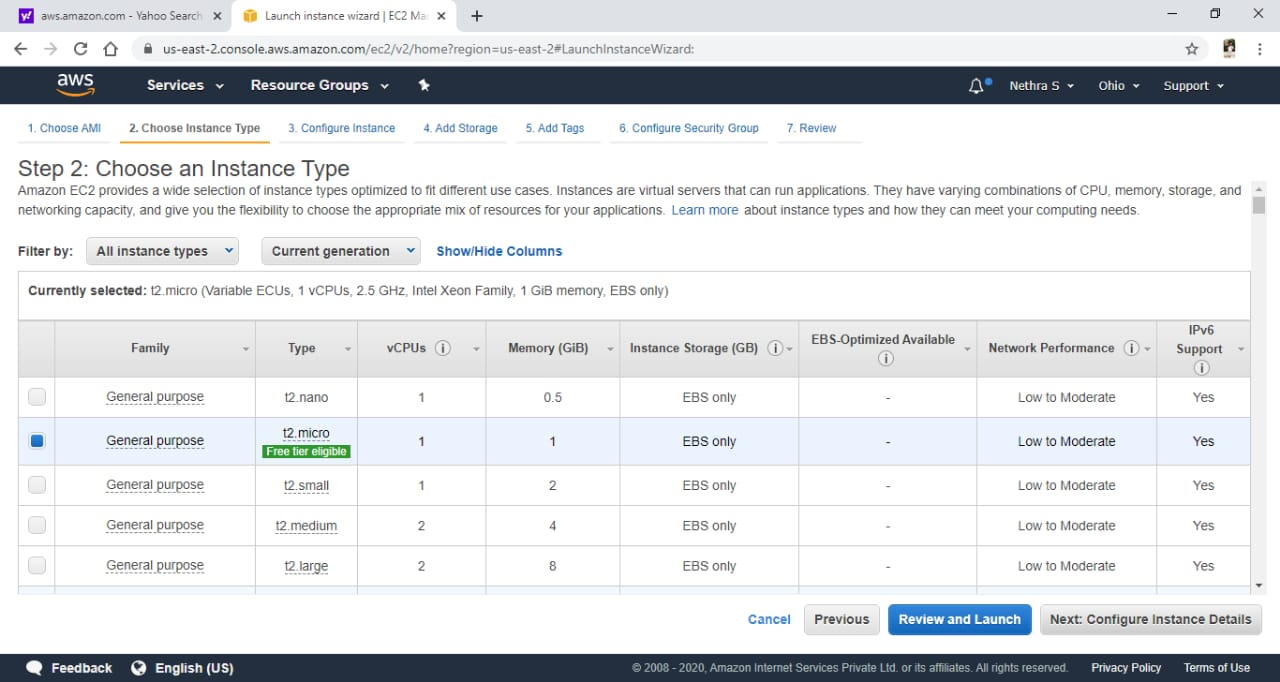 aws.amazon.com - Yahoo Search
Launch instance wizard | EC2 Ma
us-east-2.console.aws.amazon.com/ec2/v2/home?region=us-east-2#LaunchInstanceWizard:
aws Services Resource Groups Nethra S Ohio Support
1. Choose AMI 2. Choose Instance Type 3. Configure Instance 4. Add Storage 5. Add Tags 6. Configure Security Group 7. Review
Step 2: Choose an Instance Type
Amazon EC2 provides a wide selection of instance types optimized to fit different use cases. Instances are virtual servers that can run applications. They have varying combinations of CPU, memory, storage, and
networking capacity, and give you the flexibility to choose the appropriate mix of resources for your applications. Learn more about instance types and how they can meet your computing needs.
Filter by: All instance types Current generation Show/Hide Columns
Currently selected: t2.micro (Variable ECUs, 1 vCPUs, 2.5 GHz, Intel Xeon Family, 1 GiB memory, EBS only)
Family Type vCPUs Memory (GiB) Instance Storage (GB) EBS-Optimized Available Network Performance IPv6 Support
General purpose t2.nano 1 0.5 EBS only - Low to Moderate Yes
General purpose t2.micro 1 1 EBS only - Low to Moderate Yes
Free tier eligible
General purpose t2.small 1 2 EBS only - Low to Moderate Yes
General purpose t2.medium 2 4 EBS only - Low to Moderate Yes
General purpose t2.large 2 8 EBS only - Low to Moderate Yes
Cancel Previous Review and Launch Next: Configure Instance Details
Feedback English (US) © 2008 - 2020, Amazon Internet Services Private Ltd. or its affiliates. All rights reserved. Privacy Policy Terms of Use